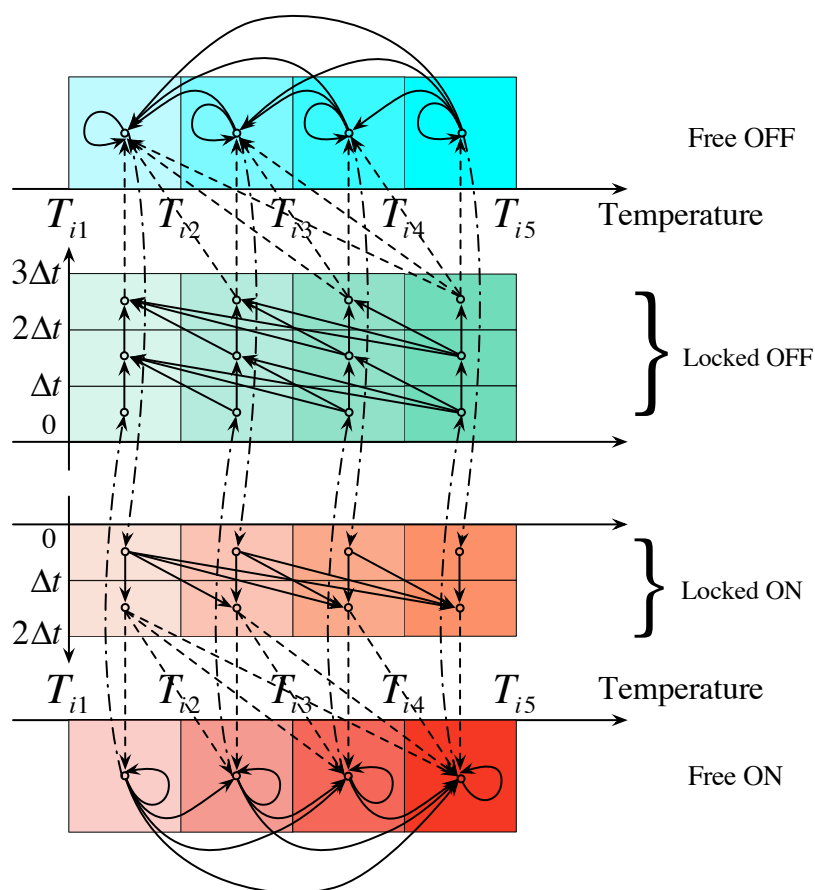 Free OFF
T_{i1} T_{i2} T_{i3} T_{i4} T_{i5} Temperature
3Δt
2Δt
Locked OFF
Δt
0
0
Δt
Locked ON
2Δt
T_{i1} T_{i2} T_{i3} T_{i4} T_{i5} Temperature
Free ON